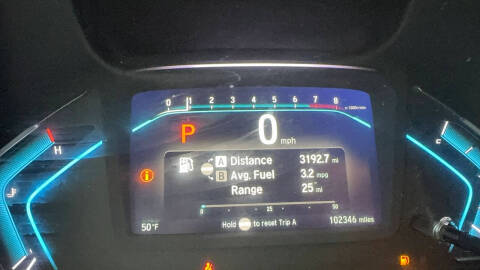 0 1 2 3 4 5 6 7 8 x 1000r/min
P 0 mph
H
C
A Distance 3192.7 mi
B Avg. Fuel 3.2 mpg
Range 25 mi
0 25 50
Hold to reset Trip A
50°F
102346 miles
F